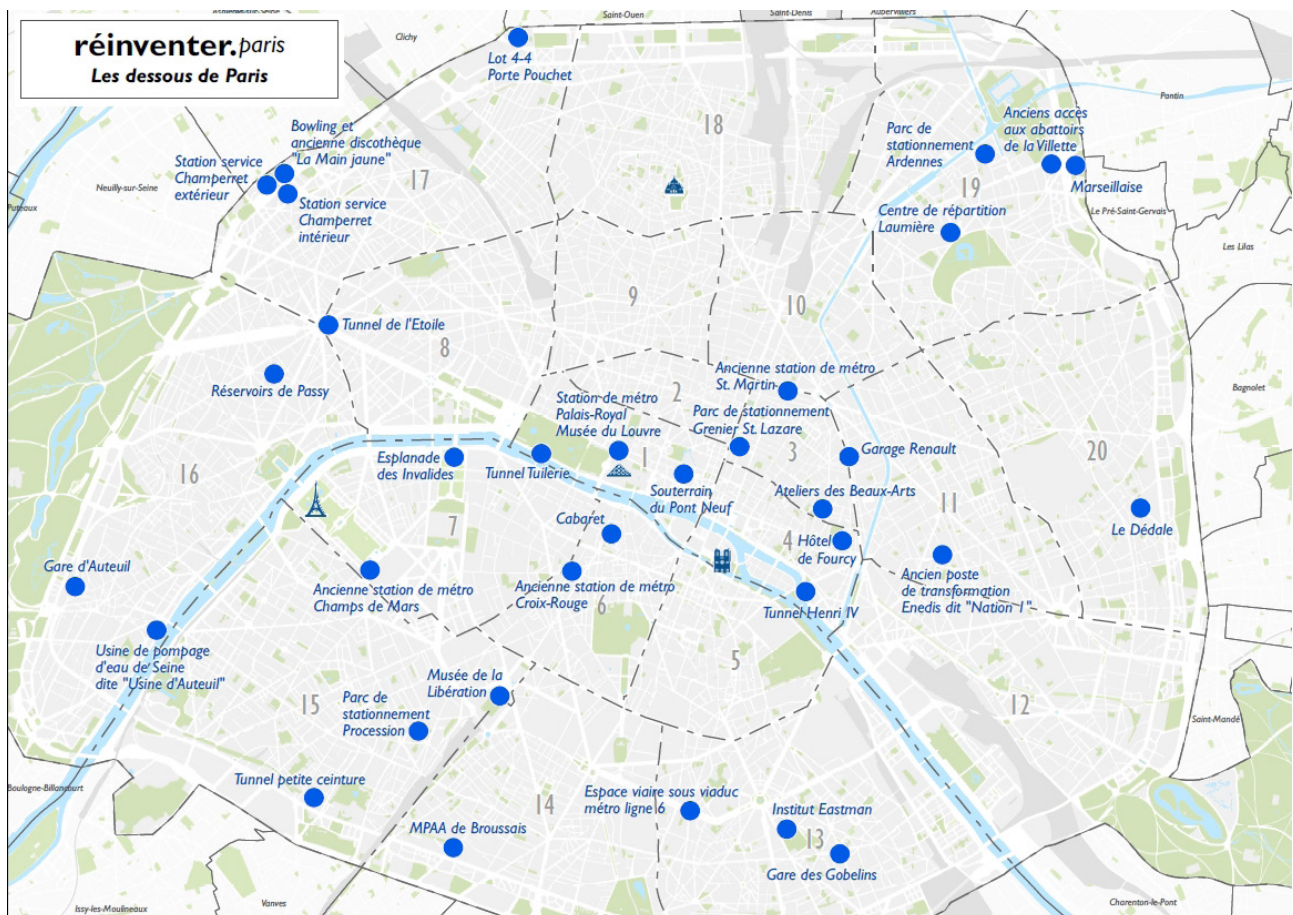 réinventer.paris
Les dessous de Paris
Clichy
Saint-Ouen
Saint-Denis
Aubervilliers
Lot 4-4
Porte Pouchet
18
Bowling et
ancienne discothèque
"La Main jaune"
Station service
Champerret
extérieur
Station service
Champerret
intérieur
17
Neuilly-sur-Seine
Puteaux
Parc de
stationnement
Ardennes
Anciens accès
aux abattoirs
de la Villette
Pantin
19
Marseillaise
Le Pré-Saint-Gervais
Centre de répartition
Laumière
Les Lilas
9
10
Tunnel de l'Etoile
8
Réservoirs de Passy
Ancienne station de métro
St. Martin
2
Station de métro
Palais-Royal
Musée du Louvre
Parc de stationnement
Grenier St. Lazare
Bagnolet
16
Esplanade
des Invalides
Tunnel Tuilerie
1
3
Garage Renault
20
Souterrain
du Pont Neuf
Ateliers des Beaux-Arts
11
Le Dédale
Cabaret
7
4
Hôtel
de Fourcy
Gare d'Auteuil
Ancienne station de métro
Champs de Mars
Ancienne station de métro
Croix-Rouge
6
Tunnel Henri IV
Ancien poste
de transformation
Enedis dit "Nation 1"
Usine de pompage
d'eau de Seine
dite "Usine d'Auteuil"
5
Musée de la
Libération
15
Parc de
stationnement
Procession
12
Saint-Mandé
Boulogne-Billancourt
Tunnel petite ceinture
14
Espace viaire sous viaduc
métro ligne 6
Institut Eastman
MPAA de Broussais
13
Gare des Gobelins
Issy-les-Moulineaux
Vanves
Charenton-le-Pont